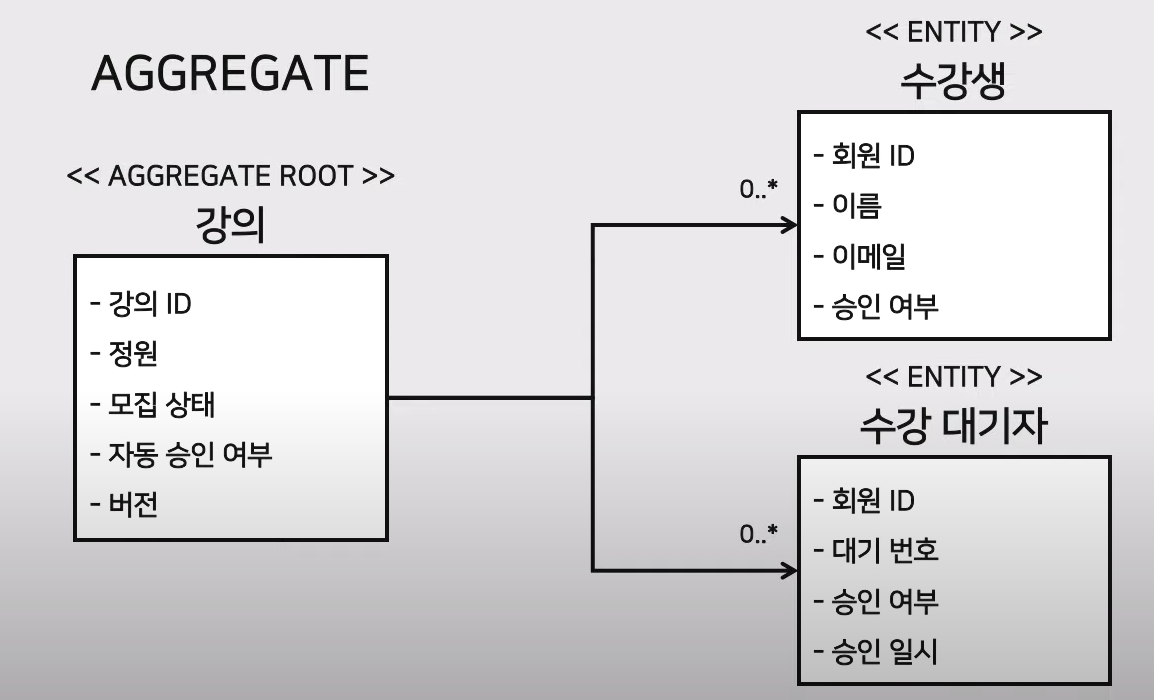 AGGREGATE
<< AGGREGATE ROOT >>
강의
- 강의 ID
- 정원
- 모집 상태
- 자동 승인 여부
- 버전
0..*
<< ENTITY >>
수강생
- 회원 ID
- 이름
- 이메일
- 승인 여부
0..*
<< ENTITY >>
수강 대기자
- 회원 ID
- 대기 번호
- 승인 여부
- 승인 일시